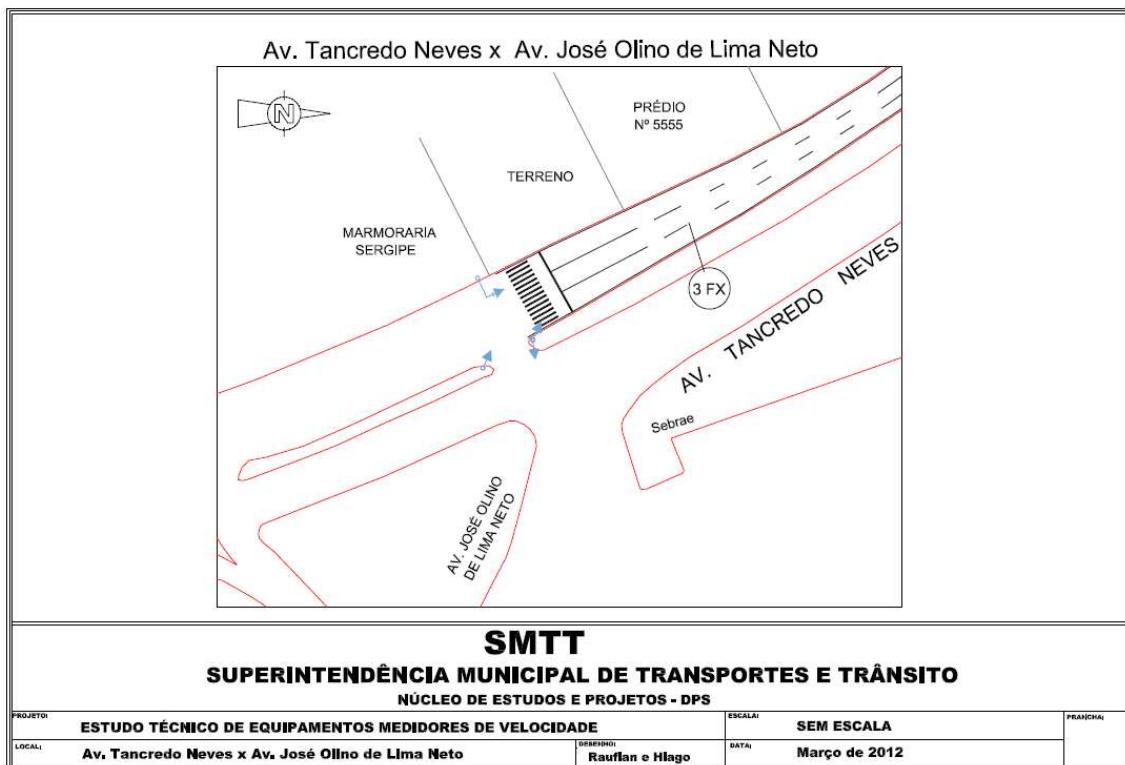 Av. Tancredo Neves x Av. José Olino de Lima Neto
N
PRÉDIO
Nº 5555
TERRENO
MARMORARIA
SERGIPE
3 FX
AV. TANCREDO NEVES
Sebrae
AV. JOSÉ OLINO
DE LIMA NETO
SMTT
SUPERINTENDÊNCIA MUNICIPAL DE TRANSPORTES E TRÂNSITO
NÚCLEO DE ESTUDOS E PROJETOS - DPS
PROJETO:
ESTUDO TÉCNICO DE EQUIPAMENTOS MEDIDORES DE VELOCIDADE
ESCALA:
SEM ESCALA
PRANCHA:
LOCAL:
Av. Tancredo Neves x Av. José Olino de Lima Neto
DESENHO:
Rauflan e Hiago
DATA:
Março de 2012